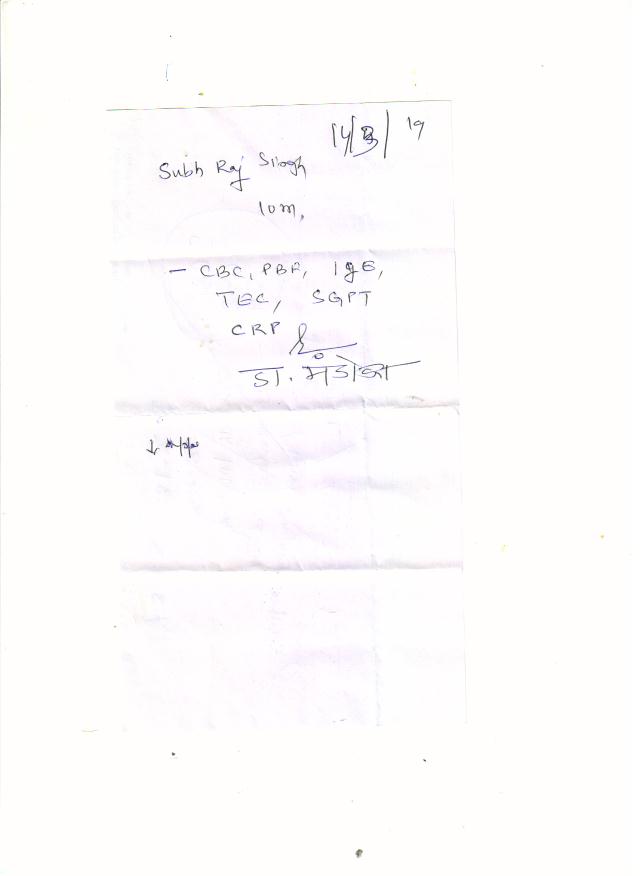 14/3/19
Subh Raj Singh
10m,
- CBC, PBF, IgE,
TEC, SGPT
CRP
डा.